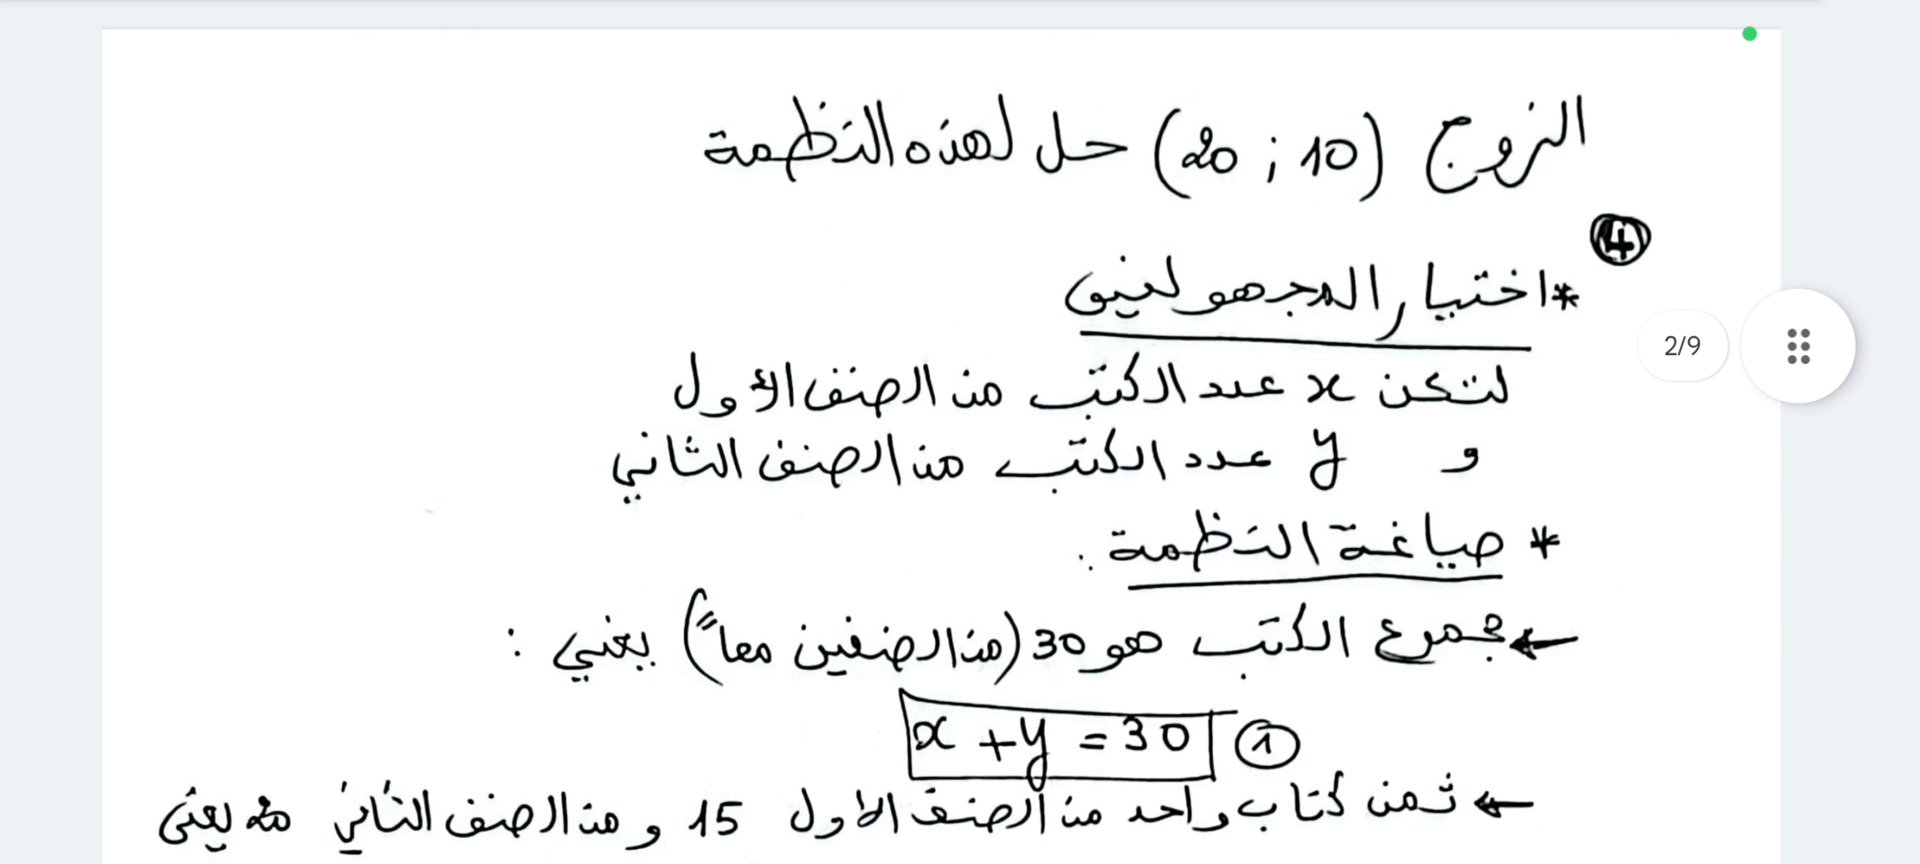 الزوج (20 ; 10) حل لهذه النظمة
④
* اختيار المجهولين
لتكن x عدد الكتب من الصنف الأول
و y عدد الكتب من الصنف الثاني
* صياغة النظمة :
← مجموع الكتب هو 30 (من الصنفين معاً) يعني :
x + y = 30 ①
← ثمن كتاب واحد من الصنف الأول 15 و من الصنف الثاني 20 يعني
2/9